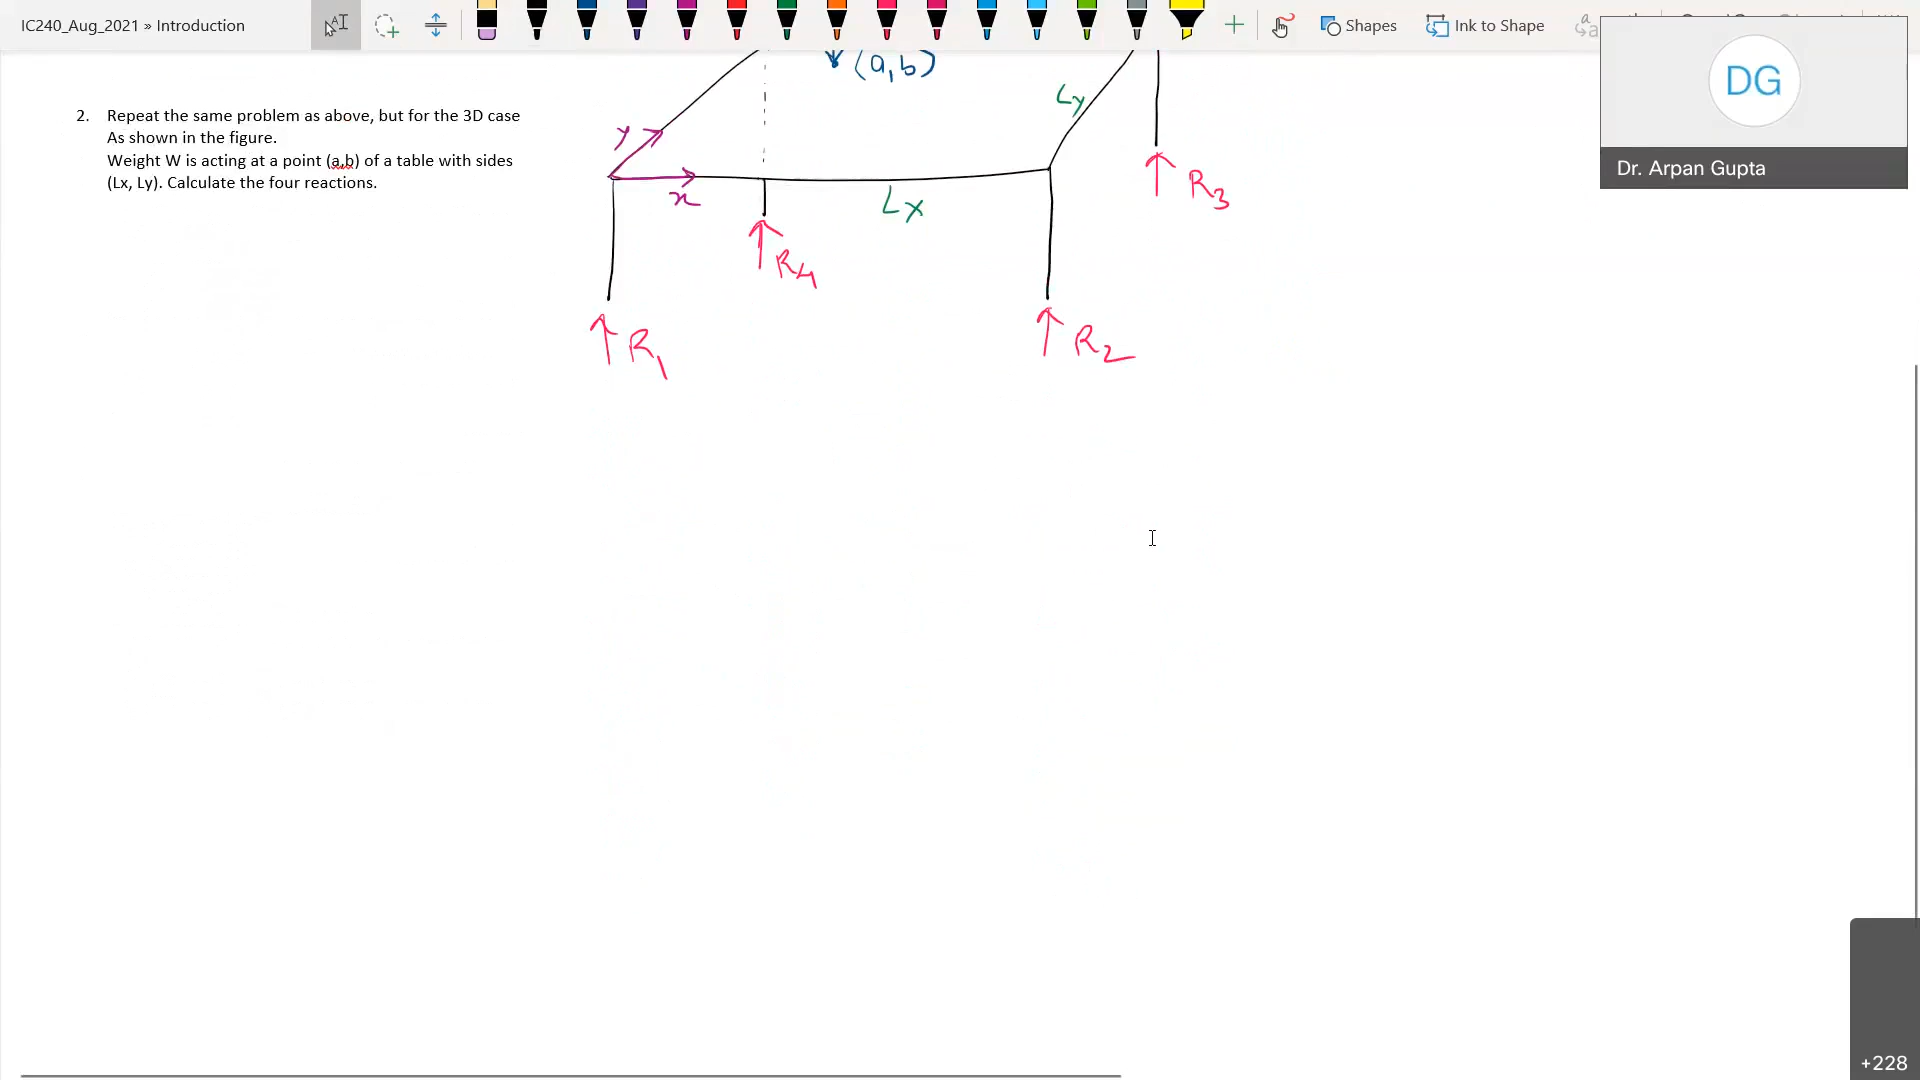 IC240_Aug_2021 » Introduction
Shapes
Ink to Shape
DG
Dr. Arpan Gupta
2. Repeat the same problem as above, but for the 3D case
As shown in the figure.
Weight W is acting at a point (a,b) of a table with sides
(Lx, Ly). Calculate the four reactions.
(a,b)
Ly
y
x
Lx
R3
R4
R1
R2
+228